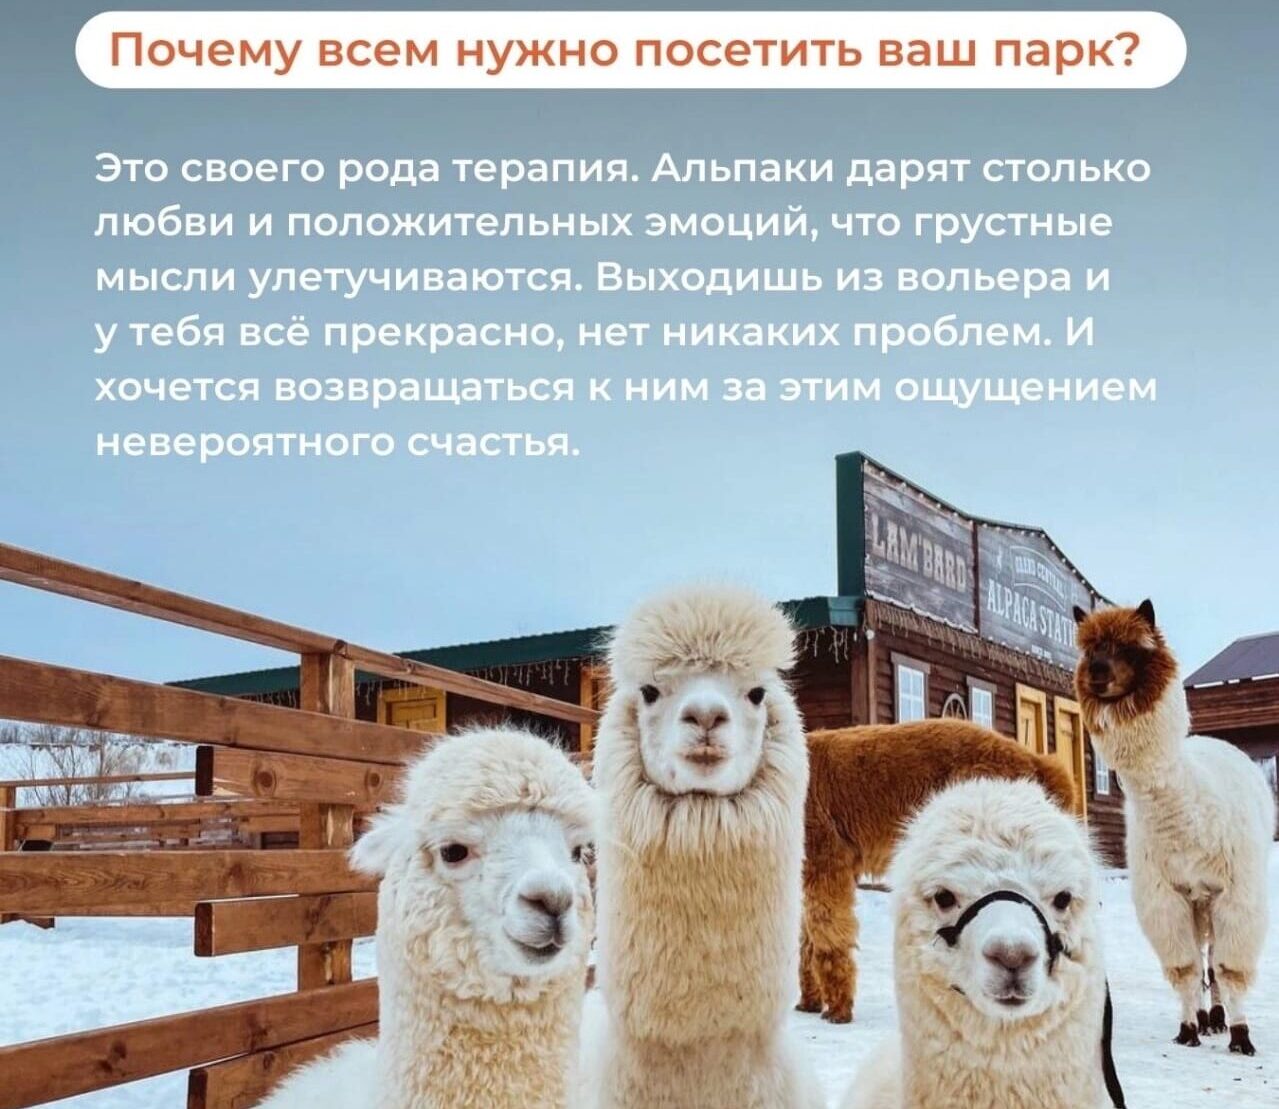 Почему всем нужно посетить ваш парк?
Это своего рода терапия. Альпаки дарят столько
любви и положительных эмоций, что грустные
мысли улетучиваются. Выходишь из вольера и
у тебя всё прекрасно, нет никаких проблем. И
хочется возвращаться к ним за этим ощущением
невероятного счастья.
LAM'BARD
GRAND CENTRAL
ALPACA STATI